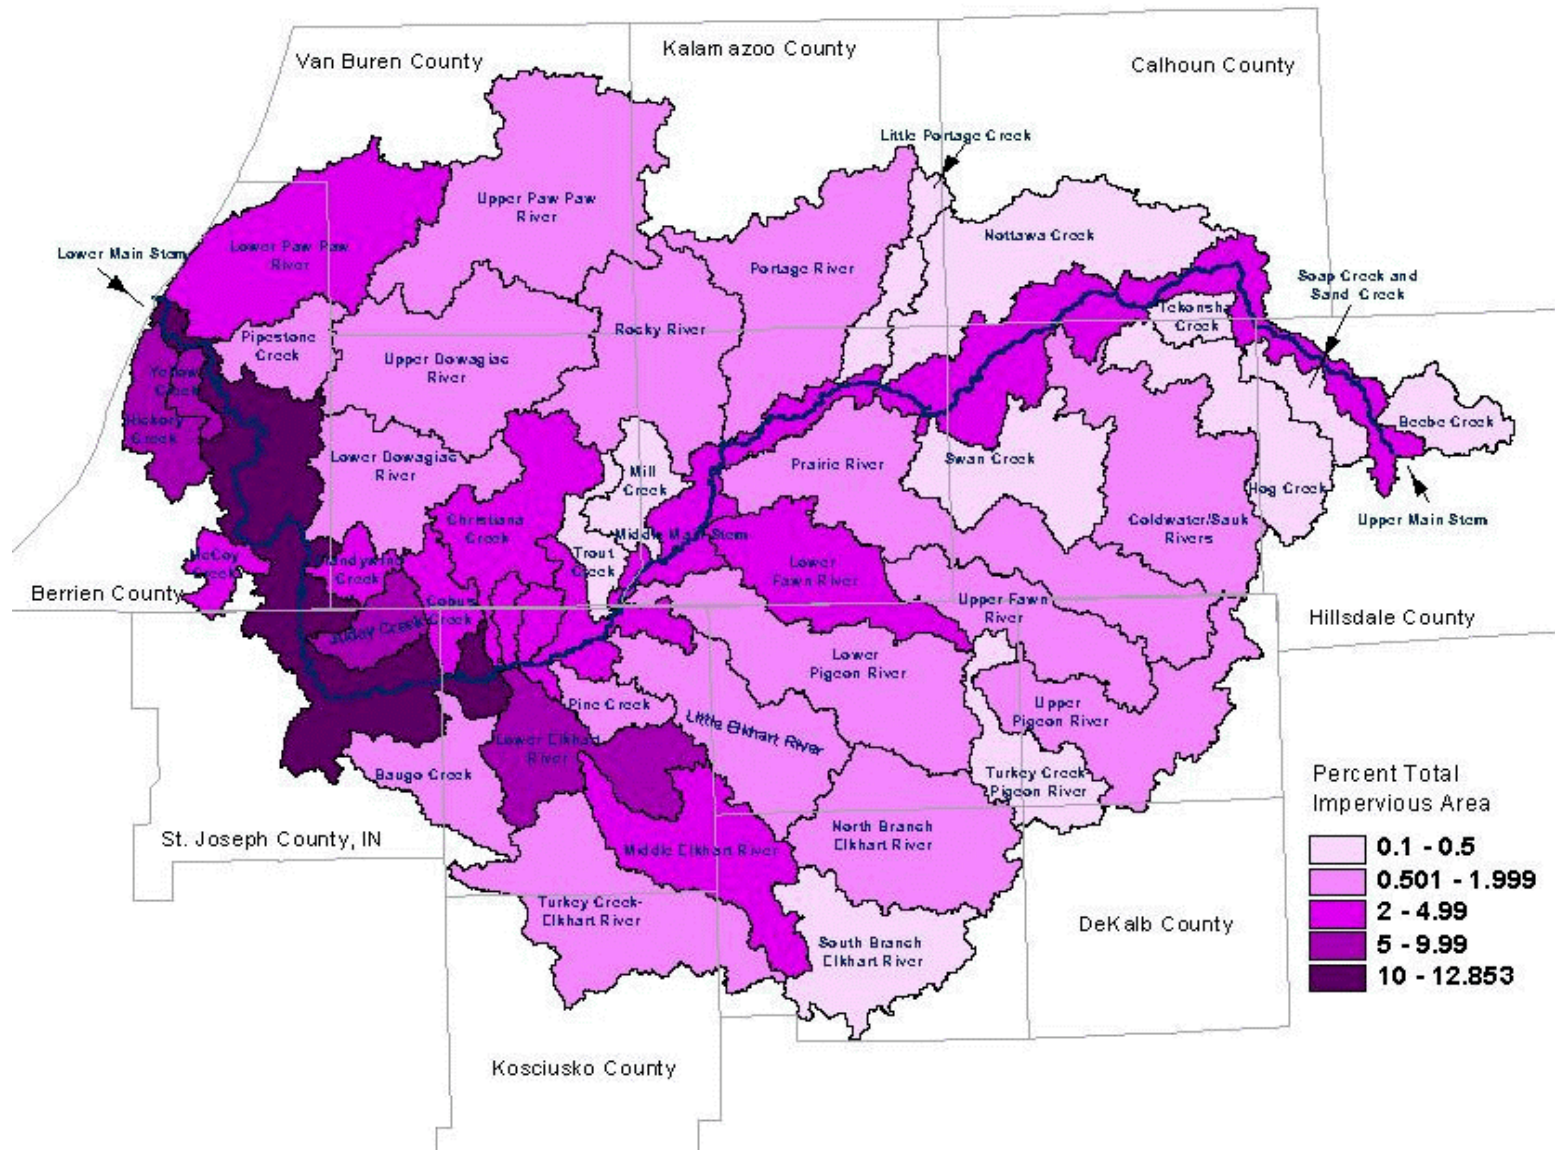 Van Buren County
Kalamazoo County
Calhoun County
Little Portage Creek
Upper Paw Paw
River
Nottawa Creek
Lower Paw Paw
River
Lower Main Stem
Portage River
Soap Creek and
Sand Creek
Tekonsha
Creek
Pipestone
Creek
Rocky River
Upper Dowagiac
River
Yellow
Creek
Hickory
Creek
Beebe Creek
Lower Dowagiac
River
Mill
Creek
Prairie River
Swan Creek
Hog Creek
Upper Main Stem
Christiana
Creek
Middle Main Stem
Coldwater/Sauk
Rivers
McCoy
Creek
Brandywine
Creek
Trout
Creek
Lower
Fawn River
Berrien County
Cobus
Creek
Upper Fawn
River
Hillsdale County
Juday Creek
Lower
Pigeon River
Pine Creek
Little Elkhart River
Upper
Pigeon River
Lower Elkhart
River
Baugo Creek
Turkey Creek-
Pigeon River
Percent Total
Impervious Area
0.1 - 0.5
0.501 - 1.999
2 - 4.99
5 - 9.99
10 - 12.853
St. Joseph County, IN
Middle Elkhart River
North Branch
Elkhart River
Turkey Creek-
Elkhart River
South Branch
Elkhart River
DeKalb County
Kosciusko County